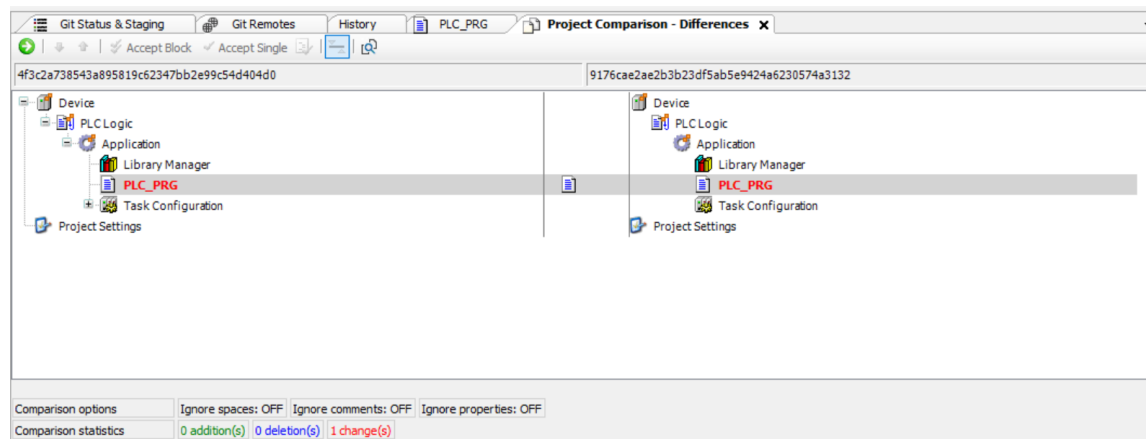 Git Status & Staging Git Remotes History PLC_PRG Project Comparison - Differences X
Accept Block Accept Single
4f3c2a738543a895819c62347bb2e99c54d404d0 9176cae2ae2b3b23df5ab5e9424a6230574a3132
Device Device
PLC Logic PLC Logic
Application Application
Library Manager Library Manager
PLC_PRG PLC_PRG
Task Configuration Task Configuration
Project Settings Project Settings
Comparison options Ignore spaces: OFF Ignore comments: OFF Ignore properties: OFF
Comparison statistics 0 addition(s) 0 deletion(s) 1 change(s)